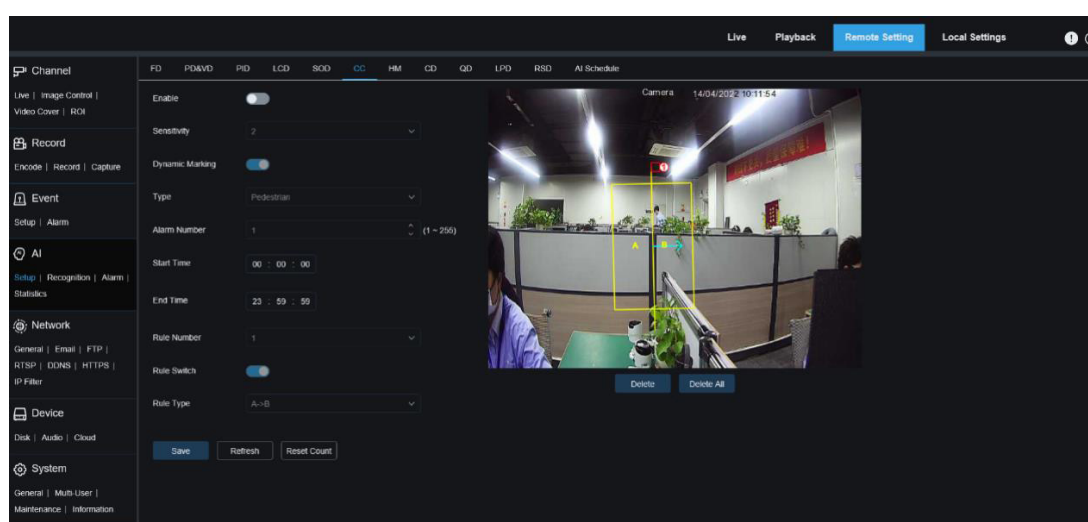 Live Playback Remote Setting Local Settings
Channel
Live | Image Control |
Video Cover | ROI
Record
Encode | Record | Capture
Event
Setup | Alarm
AI
Setup | Recognition | Alarm |
Statistics
Network
General | Email | FTP |
RTSP | DDNS | HTTPS |
IP Filter
Device
Disk | Audio | Cloud
System
General | Multi-User |
Maintenance | Information
FD PD&VD PID LCD SOD CC HM CD QD LPD RSD AI Schedule
Enable
Sensitivity 2
Dynamic Marking
Type Pedestrian
Alarm Number 1 (1 ~ 255)
Start Time 00 : 00 : 00
End Time 23 : 59 : 59
Rule Number 1
Rule Switch
Rule Type A->B
Save Refresh Reset Count
Camera 14/04/2022 10:11:54
1
A B
Delete Delete All